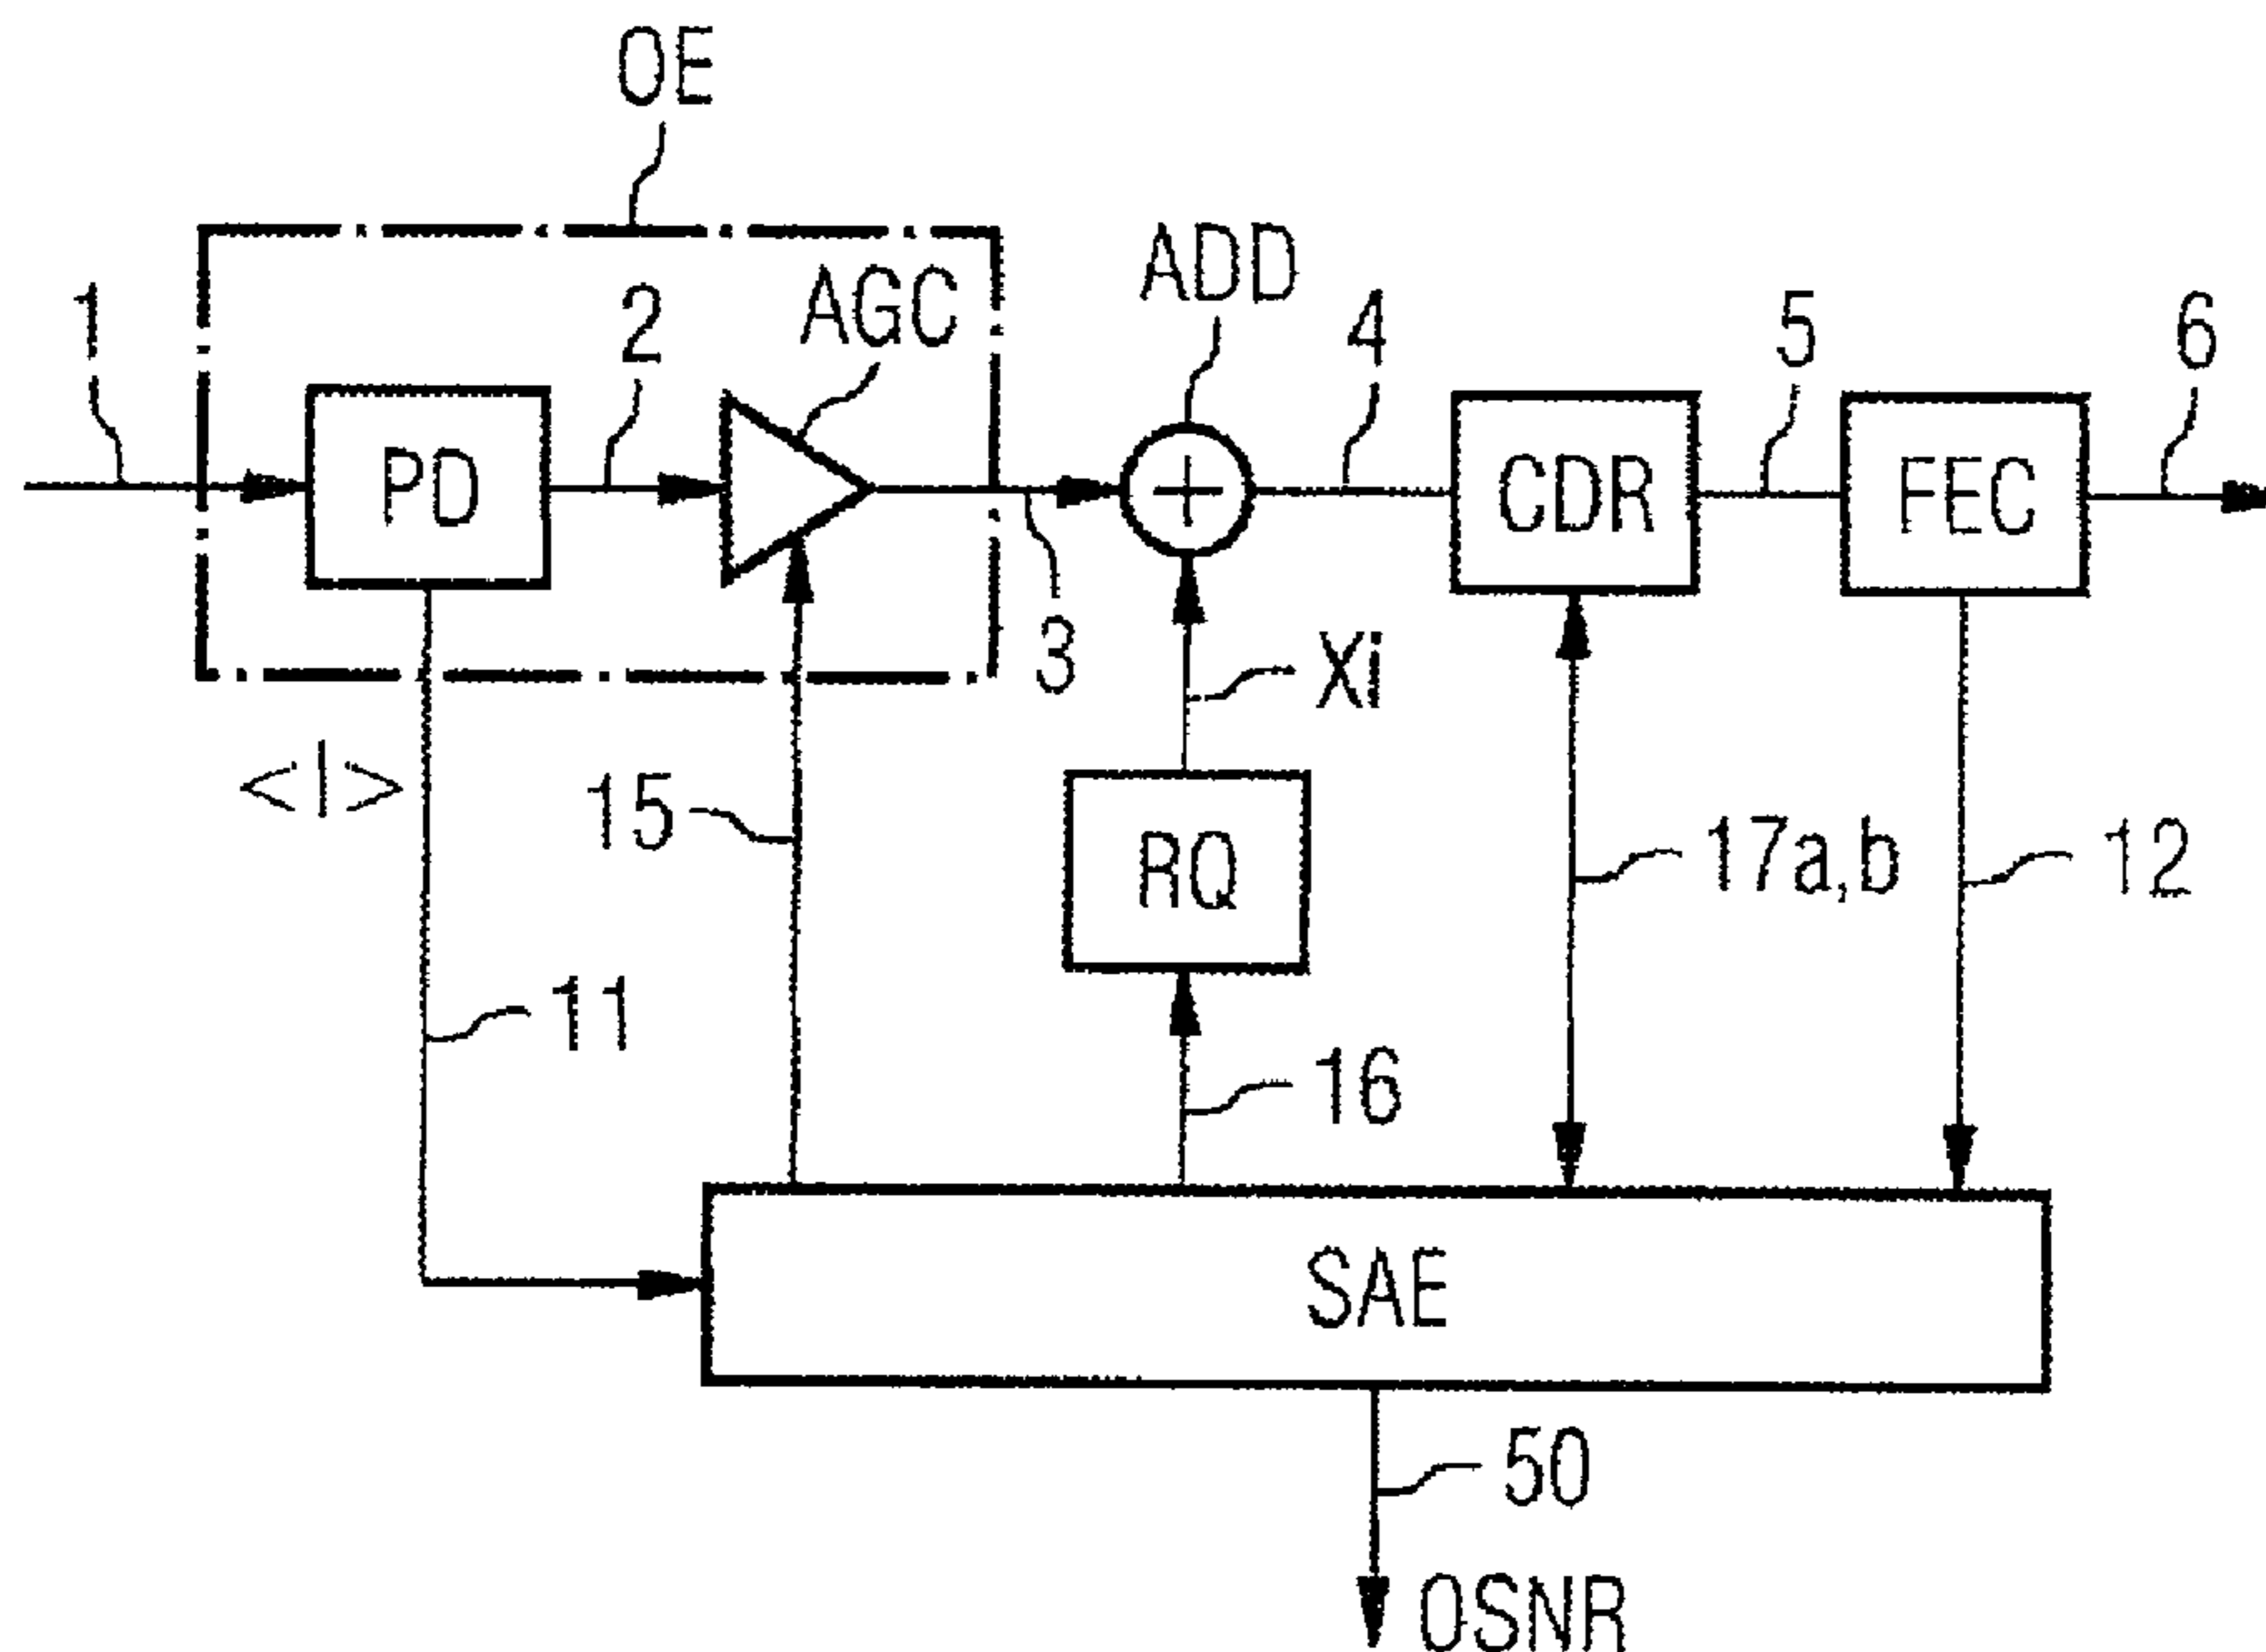 OE
1
2
AGC
ADD
4
5
6
PD
CDR
FEC
3
Xi
<I>
15
RQ
17a,b
12
11
16
SAE
50
OSNR